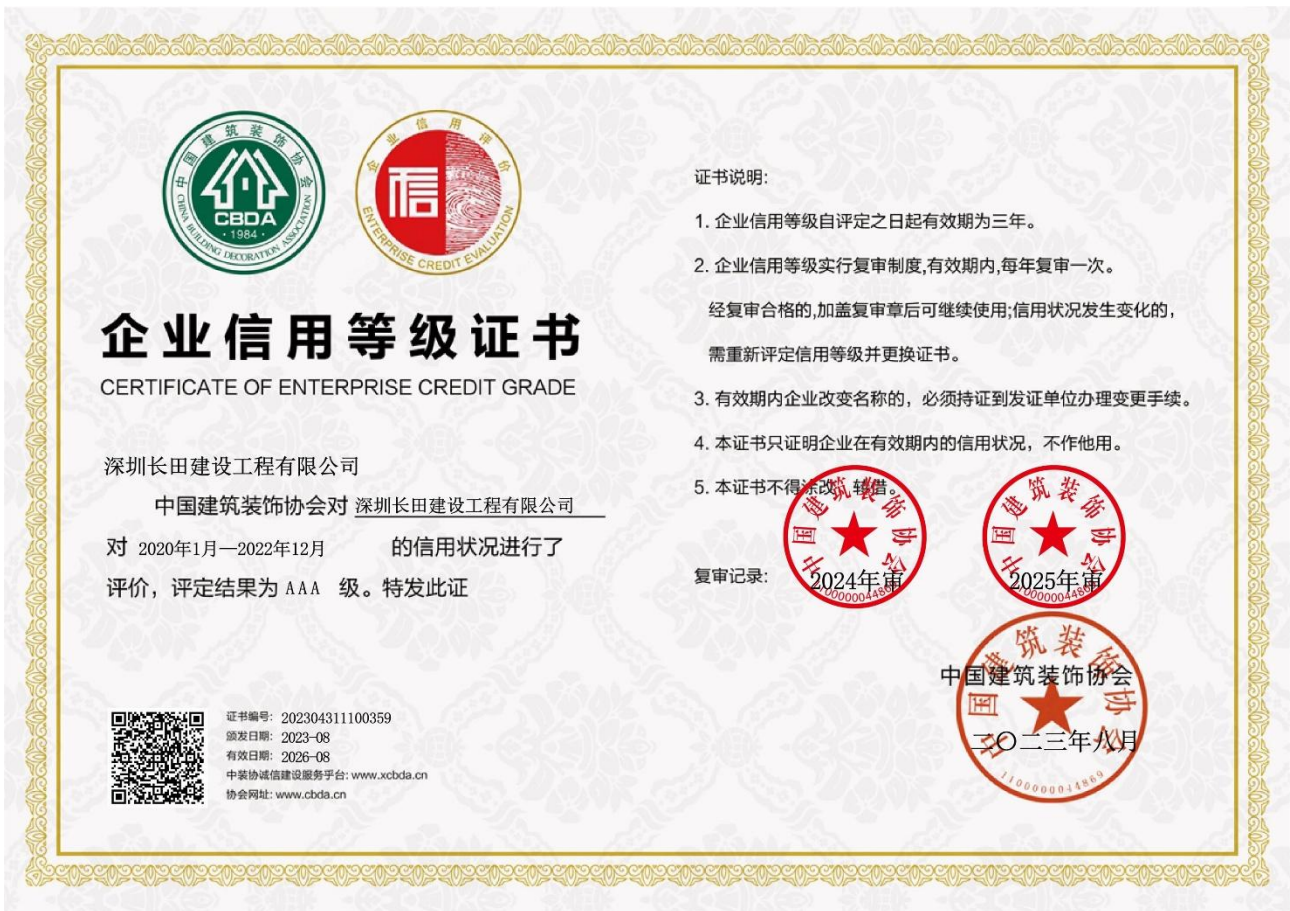 中国建筑装饰协会
CBDA
·1984·
CHINA BUILDING DECORATION ASSOCIATION
企业信用评价
信
ENTERPRISE CREDIT EVALUATION
企业信用等级证书
CERTIFICATE OF ENTERPRISE CREDIT GRADE
深圳长田建设工程有限公司
中国建筑装饰协会对 深圳长田建设工程有限公司
对 2020年1月—2022年12月 的信用状况进行了
评价，评定结果为 AAA 级。特发此证
证书编号: 202304311100359
颁发日期: 2023-08
有效日期: 2026-08
中装协诚信建设服务平台: www.xcbda.cn
协会网址: www.cbda.cn
证书说明:
1. 企业信用等级自评定之日起有效期为三年。
2. 企业信用等级实行复审制度,有效期内,每年复审一次。
经复审合格的,加盖复审章后可继续使用;信用状况发生变化的，
需重新评定信用等级并更换证书。
3. 有效期内企业改变名称的，必须持证到发证单位办理变更手续。
4. 本证书只证明企业在有效期内的信用状况，不作他用。
5. 本证书不得涂改、转借。
复审记录:
中国建筑装饰协会
2024年审
1100000044869
中国建筑装饰协会
2025年审
1100000044869
中国建筑装饰协会
二〇二三年八月
中国建筑装饰协会
1100000044869